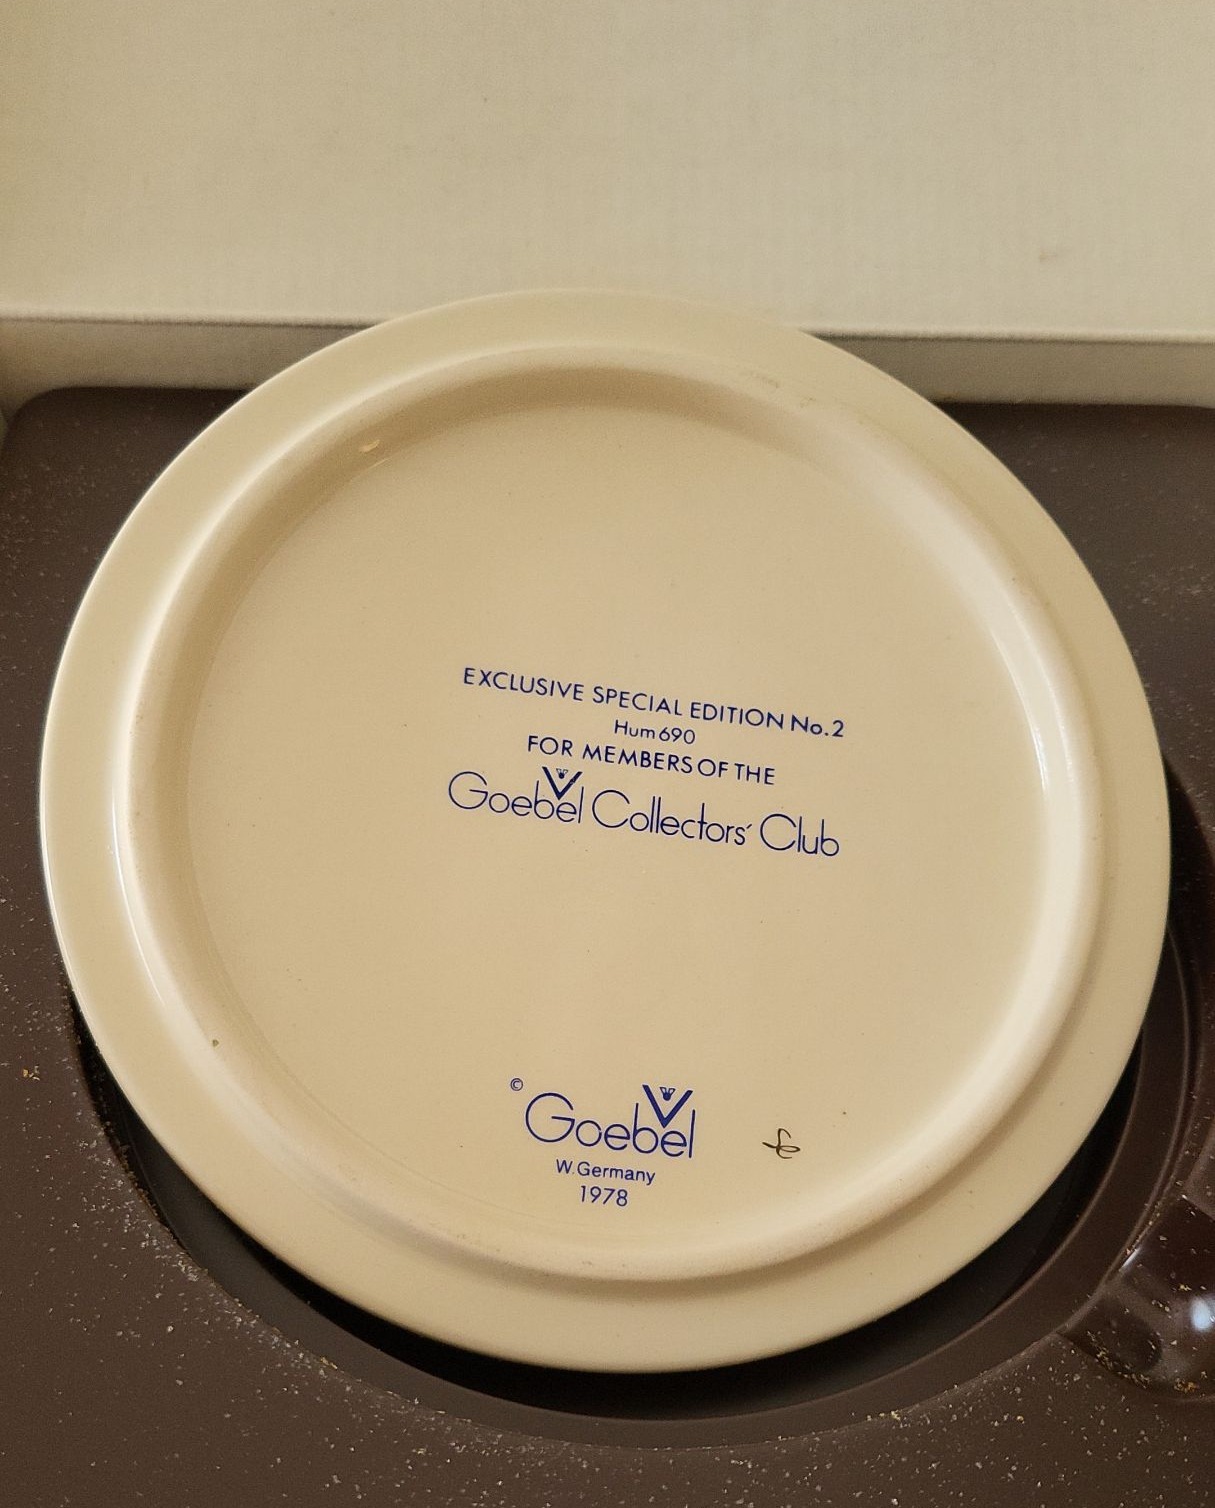 EXCLUSIVE SPECIAL EDITION No.2
Hum 690
FOR MEMBERS OF THE
Goebel Collectors' Club
© Goebel
W.Germany
1978